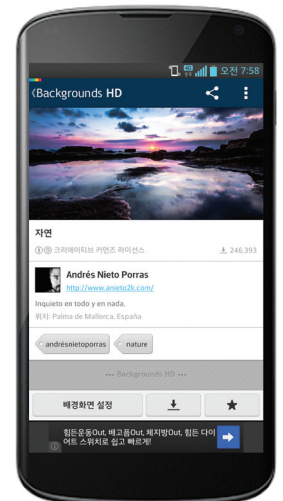 4G
오전 7:58
Backgrounds HD
자연
크리에이티브 커먼즈 라이선스
246,393
Andrés Nieto Porras
http://www.anieto2k.com/
Inquieto en todo y en nada.
위치: Palma de Mallorca, España
andrésnietoporras
nature
••• Backgrounds HD •••
배경화면 설정
힘든운동Out, 배고픔Out, 체지방Out, 힘든 다이
어트 스위치로 쉽고 빠르게!